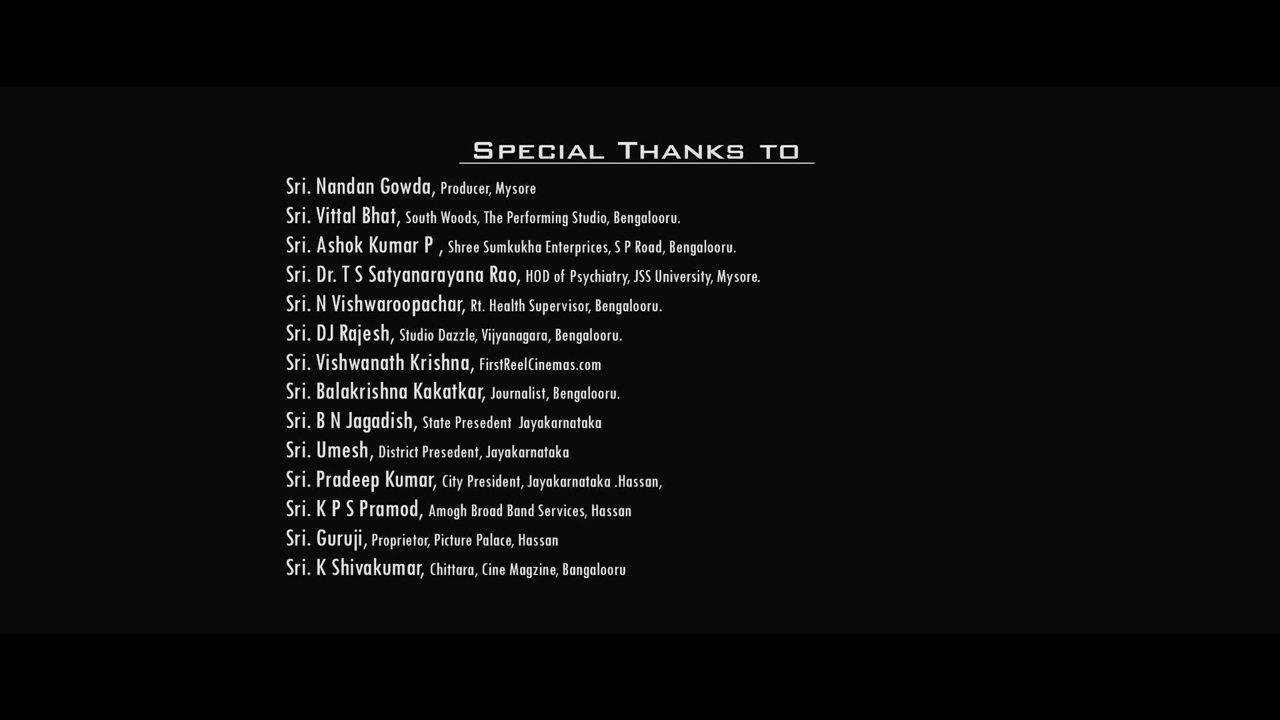 Special Thanks to
Sri. Nandan Gowda, Producer, Mysore
Sri. Vittal Bhat, South Woods, The Performing Studio, Bengalooru.
Sri. Ashok Kumar P , Shree Sumkukha Enterprices, S P Road, Bengalooru.
Sri. Dr. T S Satyanarayana Rao, HOD of Psychiatry, JSS University, Mysore.
Sri. N Vishwaroopachar, Rt. Health Supervisor, Bengalooru.
Sri. DJ Rajesh, Studio Dazzle, Vijyanagara, Bengalooru.
Sri. Vishwanath Krishna, FirstReelCinemas.com
Sri. Balakrishna Kakatkar, Journalist, Bengalooru.
Sri. B N Jagadish, State Presedent Jayakarnataka
Sri. Umesh, District Presedent, Jayakarnataka
Sri. Pradeep Kumar, City President, Jayakarnataka .Hassan,
Sri. K P S Pramod, Amogh Broad Band Services, Hassan
Sri. Guruji, Proprietor, Picture Palace, Hassan
Sri. K Shivakumar, Chittara, Cine Magzine, Bangalooru